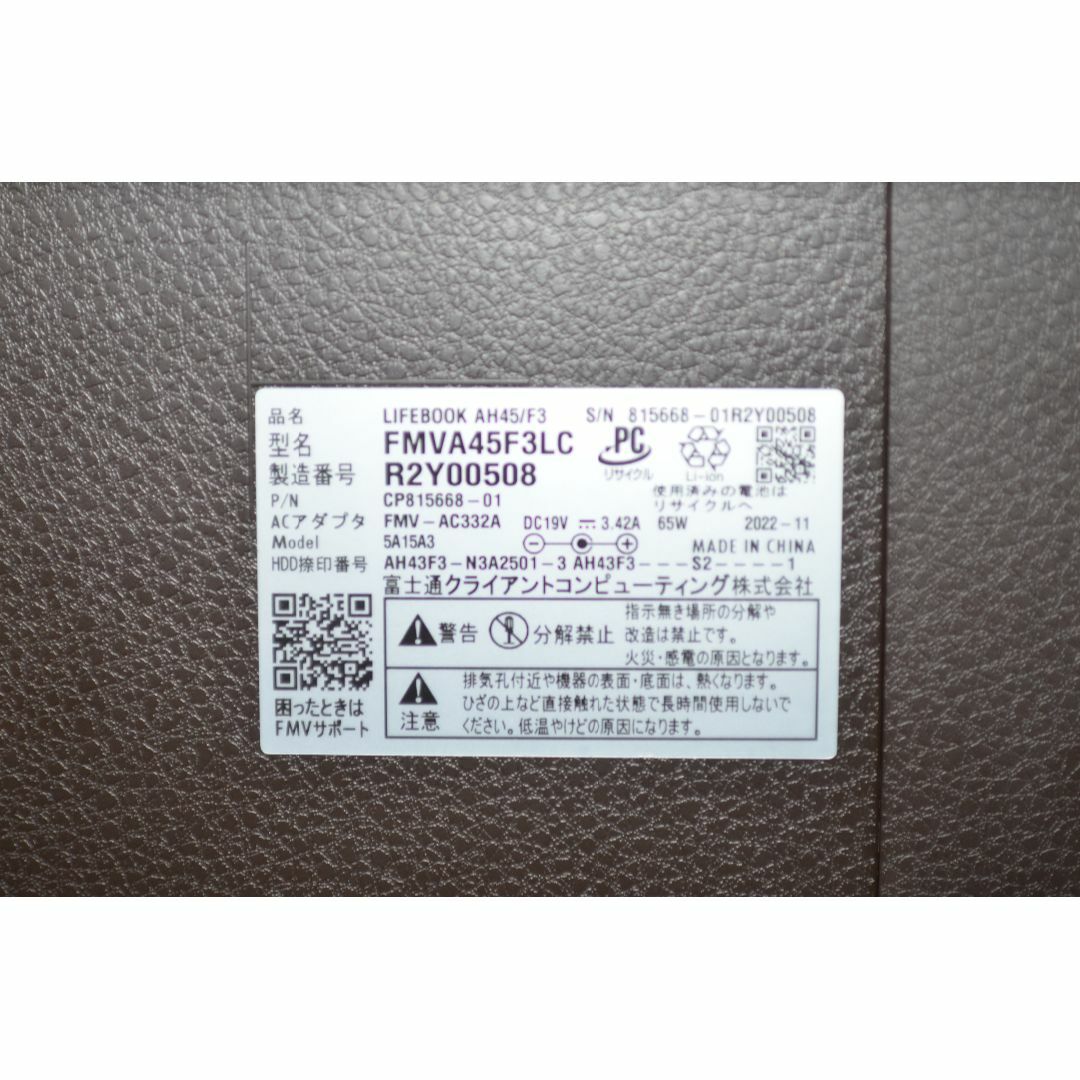 品名 LIFEBOOK AH45/F3 S/N 815668-01R2Y00508
型名 FMVA45F3LC
製造番号 R2Y00508
PC リサイクル
Li-ion
使用済みの電池は
リサイクルへ
P/N CP815668-01
ACアダプタ FMV-AC332A DC19V 3.42A 65W 2022-11
Model 5A15A3 MADE IN CHINA
HDD捺印番号 AH43F3-N3A2501-3 AH43F3---S2----1
富士通クライアントコンピューティング株式会社
警告 分解禁止
指示無き場所の分解や
改造は禁止です。
火災・感電の原因となります。
注意
排気孔付近や機器の表面・底面は、熱くなります。
ひざの上など直接触れた状態で長時間使用しないで
ください。低温やけどの原因になります。
困ったときは
FMVサポート